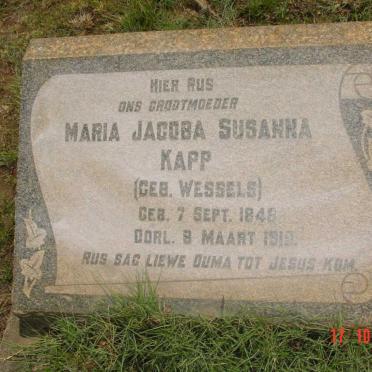 HIER RUS
ONS GROOTMOEDER
MARIA JACOBA SUSANNA
KAPP
(GEB. WESSELS)
GEB. 7 SEPT. 1848
OORL. 8 MAART 1919.
RUS SAG LIEWE OUMA TOT JESUS KOM
17 10